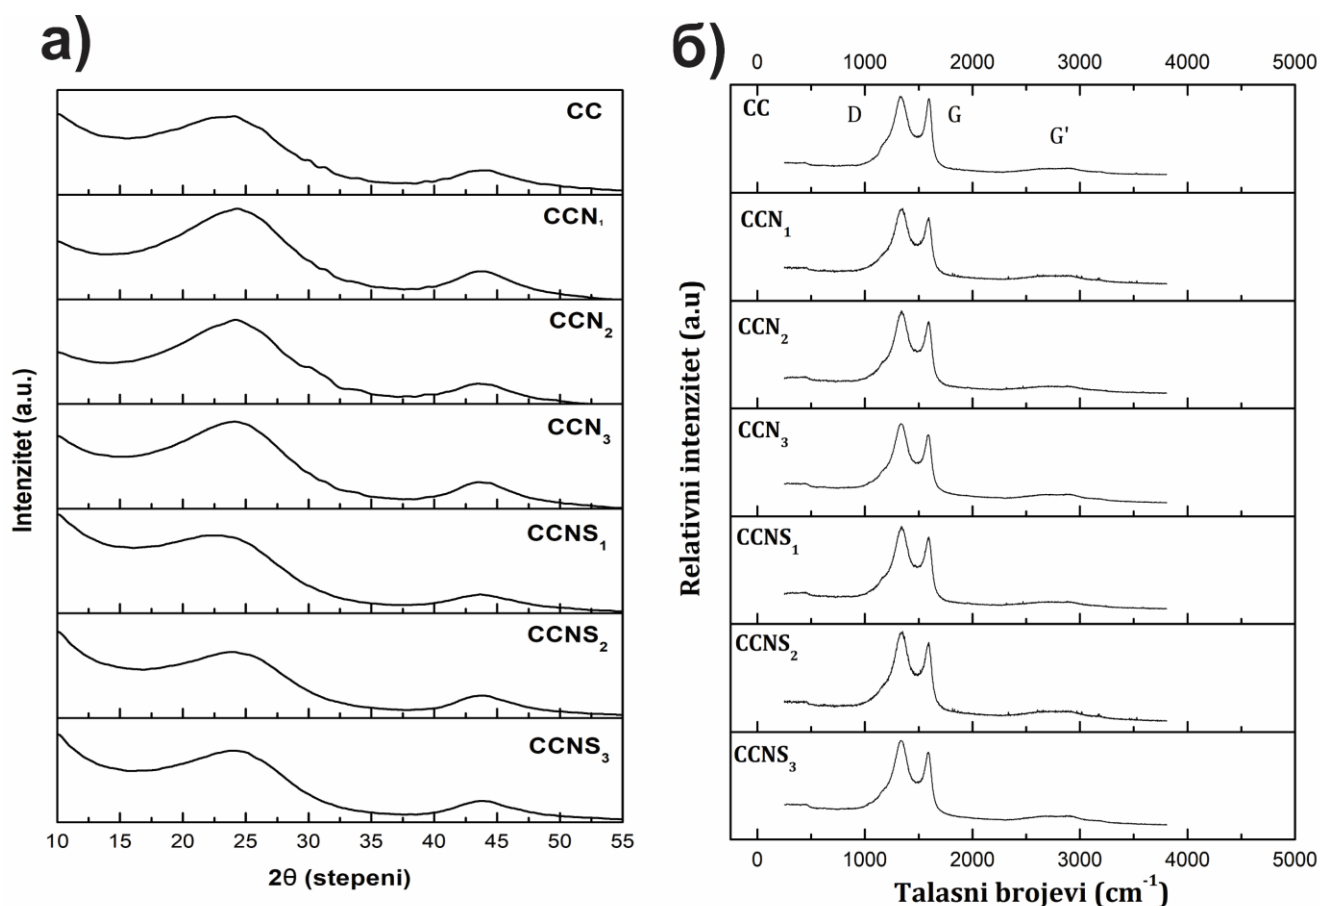 а)
CC
CCN₁
CCN₂
CCN₃
CCNS₁
CCNS₂
CCNS₃
Intenzitet (a.u.)
10 15 20 25 30 35 40 45 50 55
2θ (stepeni)
б)
0 1000 2000 3000 4000 5000
CC
D
G
G'
CCN₁
CCN₂
CCN₃
CCNS₁
CCNS₂
CCNS₃
Relativni intenzitet (a.u)
0 1000 2000 3000 4000 5000
Talasni brojevi (cm⁻¹)